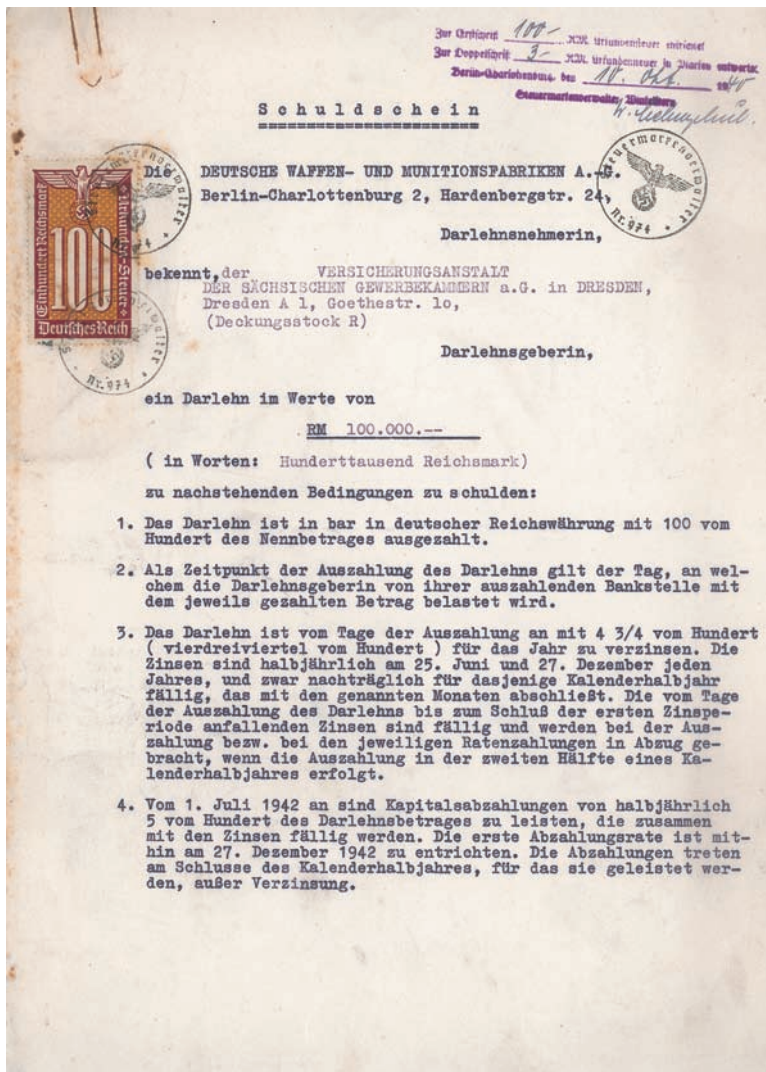 Zur Urschrift 100,- RM. Urkundensteuer entrichtet
Zur Doppelschrift 3,- RM. Urkundensteuer in Marken entwertet
Berlin-Charlottenburg, den 10. Okt. 1940
Steuermarkenverwalter
Schuldschein
Steuermarkenverwalter
Nr. 974
Die DEUTSCHE WAFFEN- UND MUNITIONSFABRIKEN A.-G.
Berlin-Charlottenburg 2, Hardenbergstr. 24,
Darlehnsnehmerin,
Nr. 974
Einhundert Reichsmark
100
Urkunden-Steuer
Deutsches Reich
Nr. 974
bekennt, der VERSICHERUNGSANSTALT
DER SÄCHSISCHEN GEWERBEKAMMERN a.G. in DRESDEN,
Dresden A 1, Goethestr. 1o,
(Deckungsstock R)
Darlehnsgeberin,
ein Darlehn im Werte von
RM 100.000.--
( in Worten: Hunderttausend Reichsmark)
zu nachstehenden Bedingungen zu schulden:
1. Das Darlehn ist in bar in deutscher Reichswährung mit 100 vom
Hundert des Nennbetrages ausgezahlt.
2. Als Zeitpunkt der Auszahlung des Darlehns gilt der Tag, an wel-
chem die Darlehnsgeberin von ihrer auszahlenden Bankstelle mit
dem jeweils gezahlten Betrag belastet wird.
3. Das Darlehn ist vom Tage der Auszahlung an mit 4 3/4 vom Hundert
( vierdreiviertel vom Hundert ) für das Jahr zu verzinsen. Die
Zinsen sind halbjährlich am 25. Juni und 27. Dezember jeden
Jahres, und zwar nachträglich für dasjenige Kalenderhalbjahr
fällig, das mit den genannten Monaten abschließt. Die vom Tage
der Auszahlung des Darlehns bis zum Schluß der ersten Zinspe-
riode anfallenden Zinsen sind fällig und werden bei der Aus-
zahlung bezw. bei den jeweiligen Ratenzahlungen in Abzug ge-
bracht, wenn die Auszahlung in der zweiten Hälfte eines Ka-
lenderhalbjahres erfolgt.
4. Vom 1. Juli 1942 an sind Kapitalsabzahlungen von halbjährlich
5 vom Hundert des Darlehnsbetrages zu leisten, die zusammen
mit den Zinsen fällig werden. Die erste Abzahlungsrate ist mit-
hin am 27. Dezember 1942 zu entrichten. Die Abzahlungen treten
am Schlusse des Kalenderhalbjahres, für das sie geleistet wer-
den, außer Verzinsung.